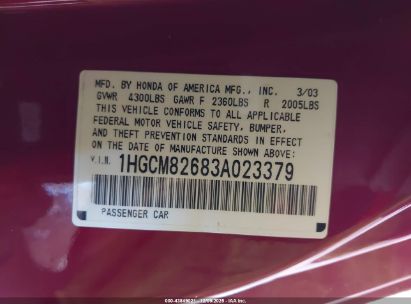 MFD. BY HONDA OF AMERICA MFG., INC. 3/03
GVWR 4300LBS GAWR F 2360LBS R 2005LBS
THIS VEHICLE CONFORMS TO ALL APPLICABLE
FEDERAL MOTOR VEHICLE SAFETY, BUMPER,
AND THEFT PREVENTION STANDARDS IN EFFECT
ON THE DATE OF MANUFACTURE SHOWN ABOVE.
V.I.N. 1HGCM82683A023379
PASSENGER CAR